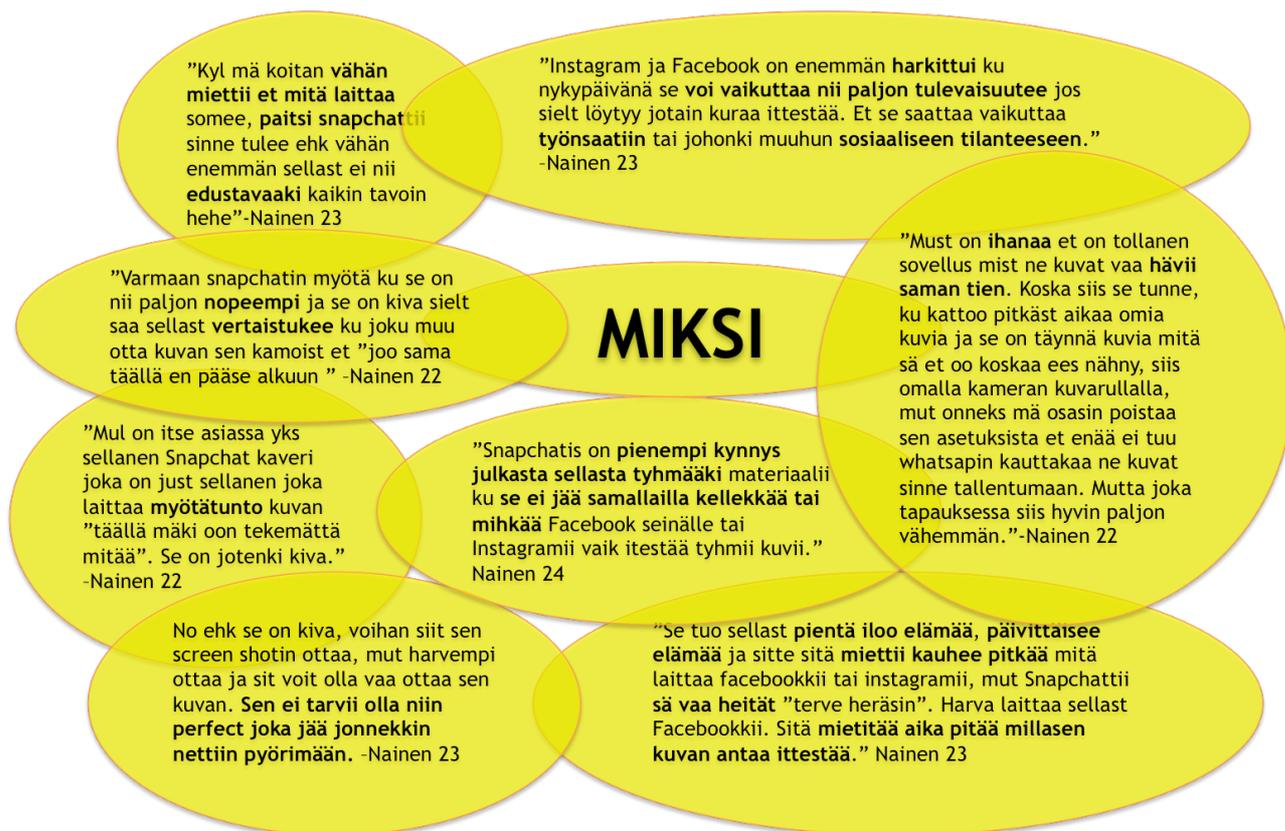 ”Kyl mä koitan vähän
miettii et mitä laittaa
somee, paitsi snapchattii
sinne tulee ehk vähän
enemmän sellast ei nii
edustavaaki kaikin tavoin
hehe”-Nainen 23
”Instagram ja Facebook on enemmän harkittui ku
nykypäivänä se voi vaikuttaa nii paljon tulevaisuutee jos
sielt löytyy jotain kuraa ittestää. Et se saattaa vaikuttaa
työnsaatiin tai johonki muuhun sosiaaliseen tilanteeseen.”
–Nainen 23
”Varmaan snapchatin myötä ku se on
nii paljon nopeempi ja se on kiva sielt
saa sellast vertaistukee ku joku muu
otta kuvan sen kamoist et ”joo sama
täällä en pääse alkuun ” –Nainen 22
MIKSI
”Must on ihanaa et on tollanen
sovellus mist ne kuvat vaa hävii
saman tien. Koska siis se tunne,
ku kattoo pitkäst aikaa omia
kuvia ja se on täynnä kuvia mitä
sä et oo koskaa ees nähny, siis
omalla kameran kuvarullalla,
mut onneks mä osasin poistaa
sen asetuksista et enää ei tuu
whatsapin kauttakaa ne kuvat
sinne tallentumaan. Mutta joka
tapauksessa siis hyvin paljon
vähemmän.”-Nainen 22
”Mul on itse asiassa yks
sellanen Snapchat kaveri
joka on just sellanen joka
laittaa myötätunto kuvan
”täällä mäki oon tekemättä
mitää”. Se on jotenki kiva.”
–Nainen 22
”Snapchatis on pienempi kynnys
julkasta sellasta tyhmääki materiaalii
ku se ei jää samallailla kellekkää tai
mihkää Facebook seinälle tai
Instagramii vaik itestää tyhmii kuvii.”
Nainen 24
No ehk se on kiva, voihan siit sen
screen shotin ottaa, mut harvempi
ottaa ja sit voit olla vaa ottaa sen
kuvan. Sen ei tarvii olla niin
perfect joka jää jonnekkin
nettiin pyörimään. –Nainen 23
”Se tuo sellast pientä iloo elämää, päivittäisee
elämää ja sitte sitä miettii kauhee pitkää mitä
laittaa facebookkii tai instagramii, mut Snapchattii
sä vaa heität ”terve heräsin”. Harva laittaa sellast
Facebookkii. Sitä mietitää aika pitää millasen
kuvan antaa ittestää.” Nainen 23